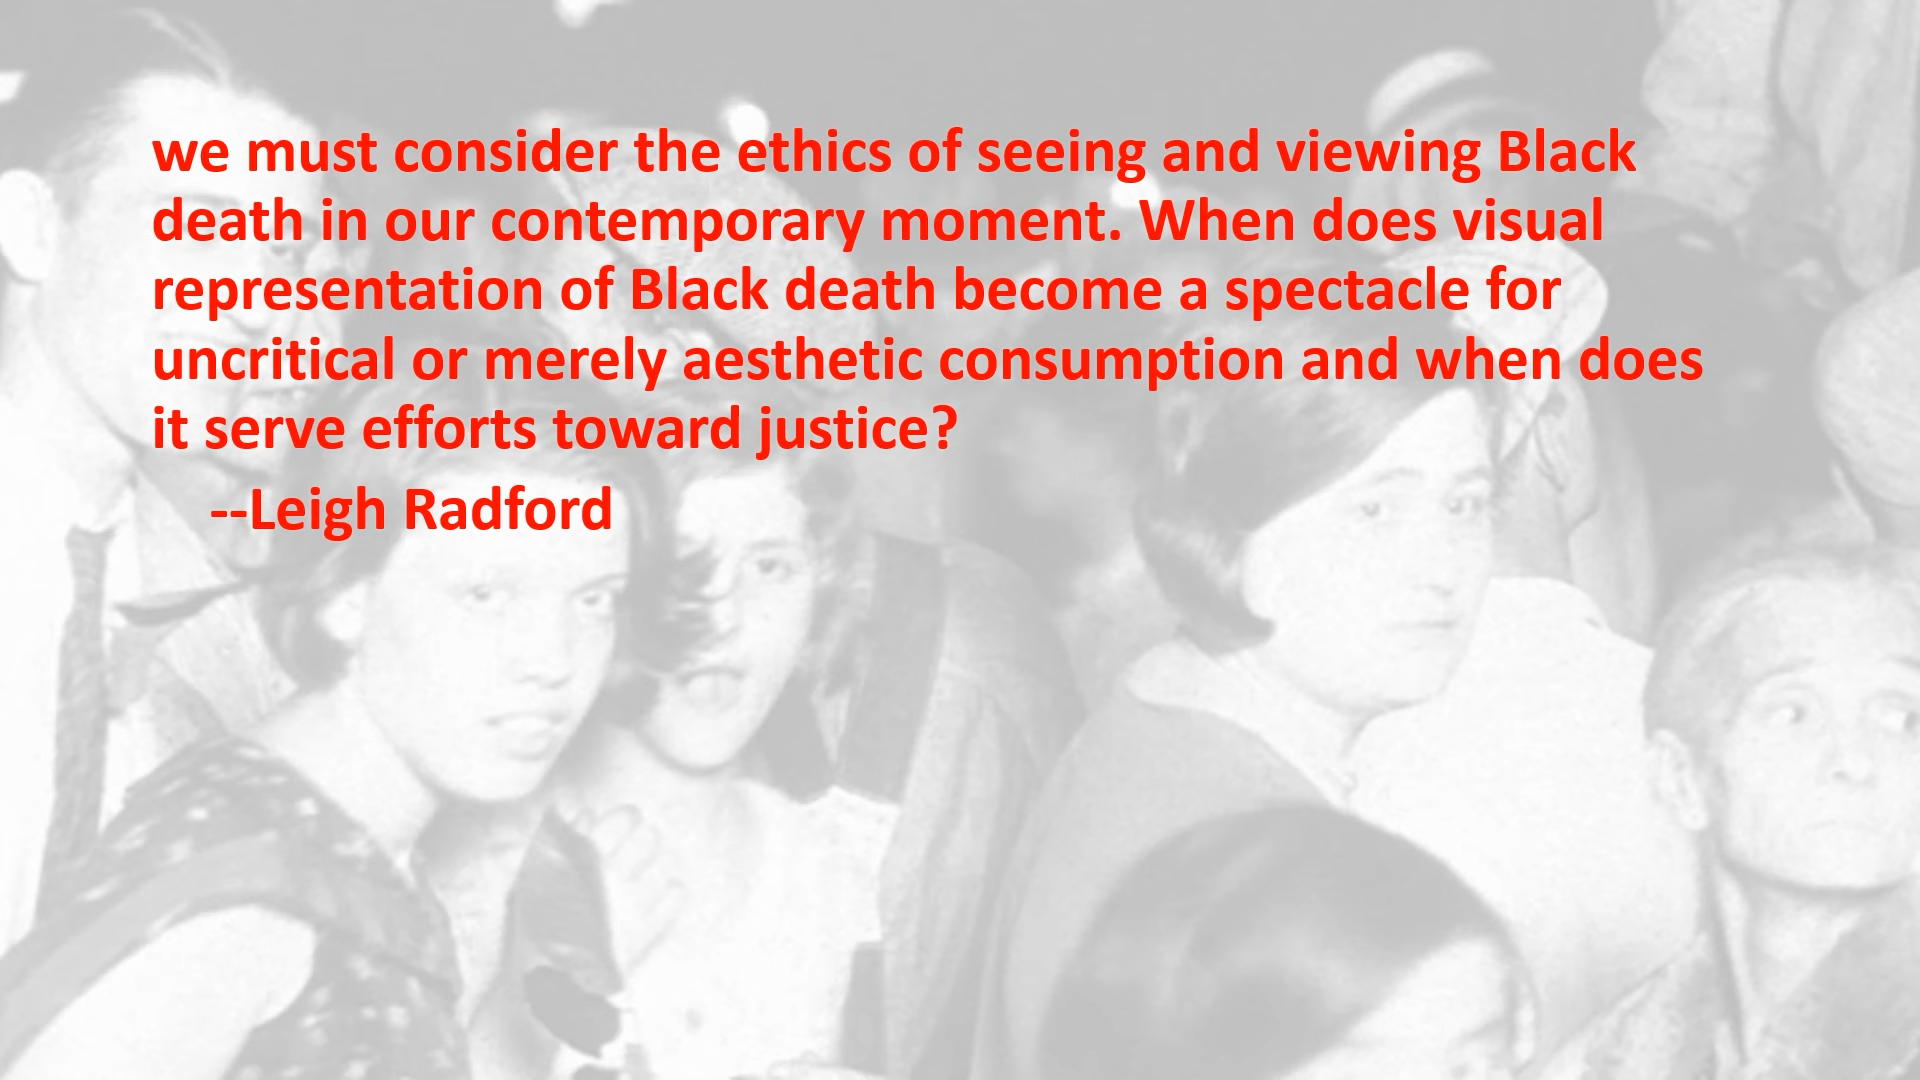 we must consider the ethics of seeing and viewing Black
death in our contemporary moment. When does visual
representation of Black death become a spectacle for
uncritical or merely aesthetic consumption and when does
it serve efforts toward justice?
--Leigh Radford